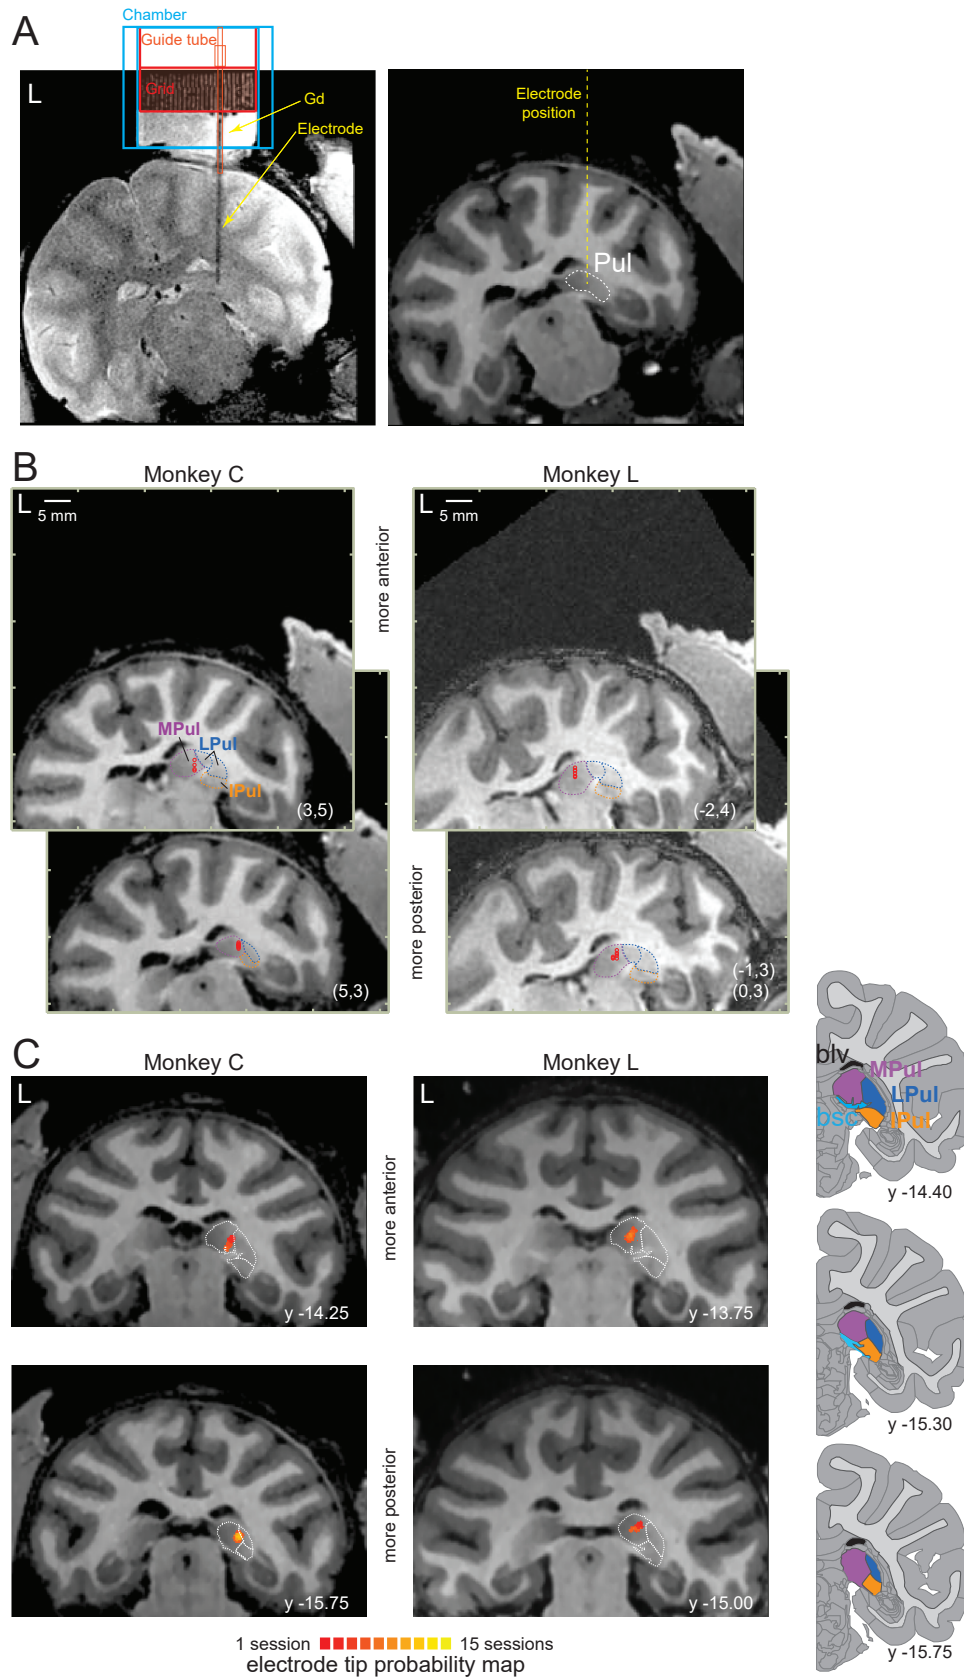 A
Chamber
Guide tube
Grid
L
Gd
Electrode
Electrode
position
Pul
B
Monkey C
Monkey L
L
5 mm
L
5 mm
more anterior
MPul
LPul
IPul
(3,5)
(-2,4)
more posterior
(5,3)
(-1,3)
(0,3)
C
Monkey C
Monkey L
L
L
more anterior
y -14.25
y -13.75
more posterior
y -15.75
y -15.00
1 session
15 sessions
electrode tip probability map
blv
MPul
LPul
IPul
bsc
y -14.40
y -15.30
y -15.75